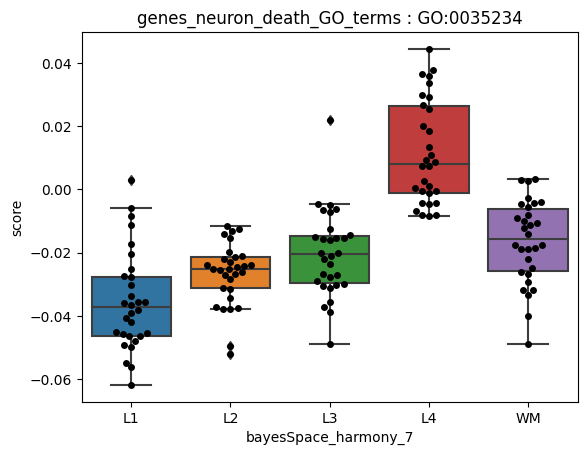 genes_neuron_death_GO_terms : GO:0035234
0.04
0.02
0.00
−0.02
−0.04
−0.06
score
L1 L2 L3 L4 WM
bayesSpace_harmony_7